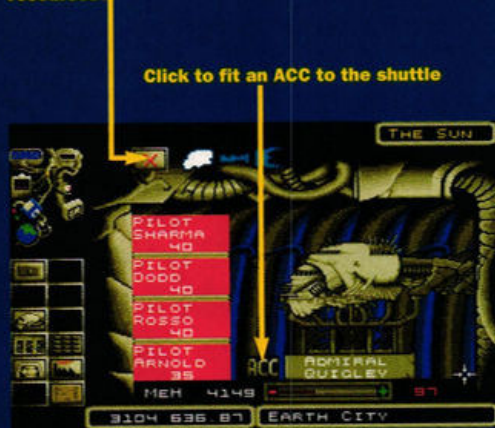 Click to fit an ACC to the shuttle
THE SUN
PILOT
SHARMA
40
PILOT
DODD
40
PILOT
ROSSO
40
PILOT
ARNOLD
35
ACC
ADMIRAL
QUIGLEY
MEH 4149
97
3104 636.87
EARTH CITY